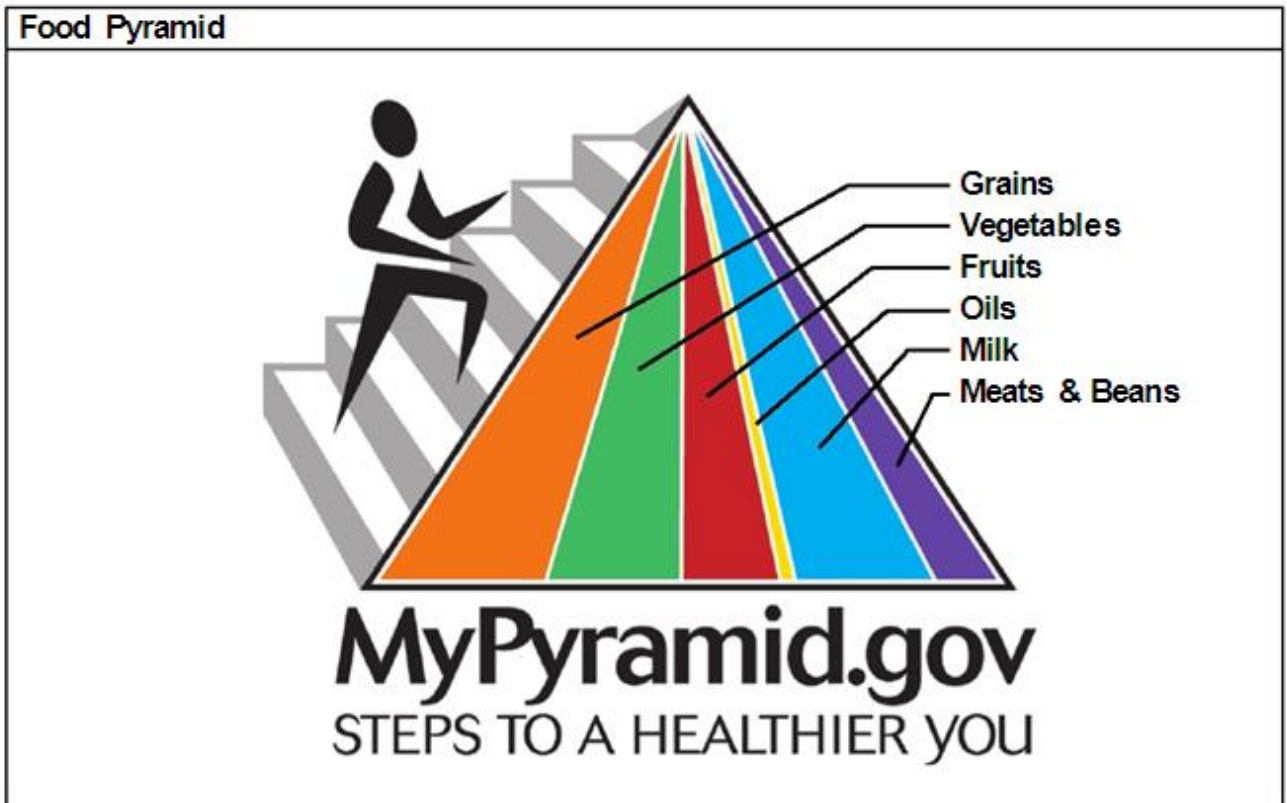 Food Pyramid
Grains
Vegetables
Fruits
Oils
Milk
Meats & Beans
MyPyramid.gov
STEPS TO A HEALTHIER YOU